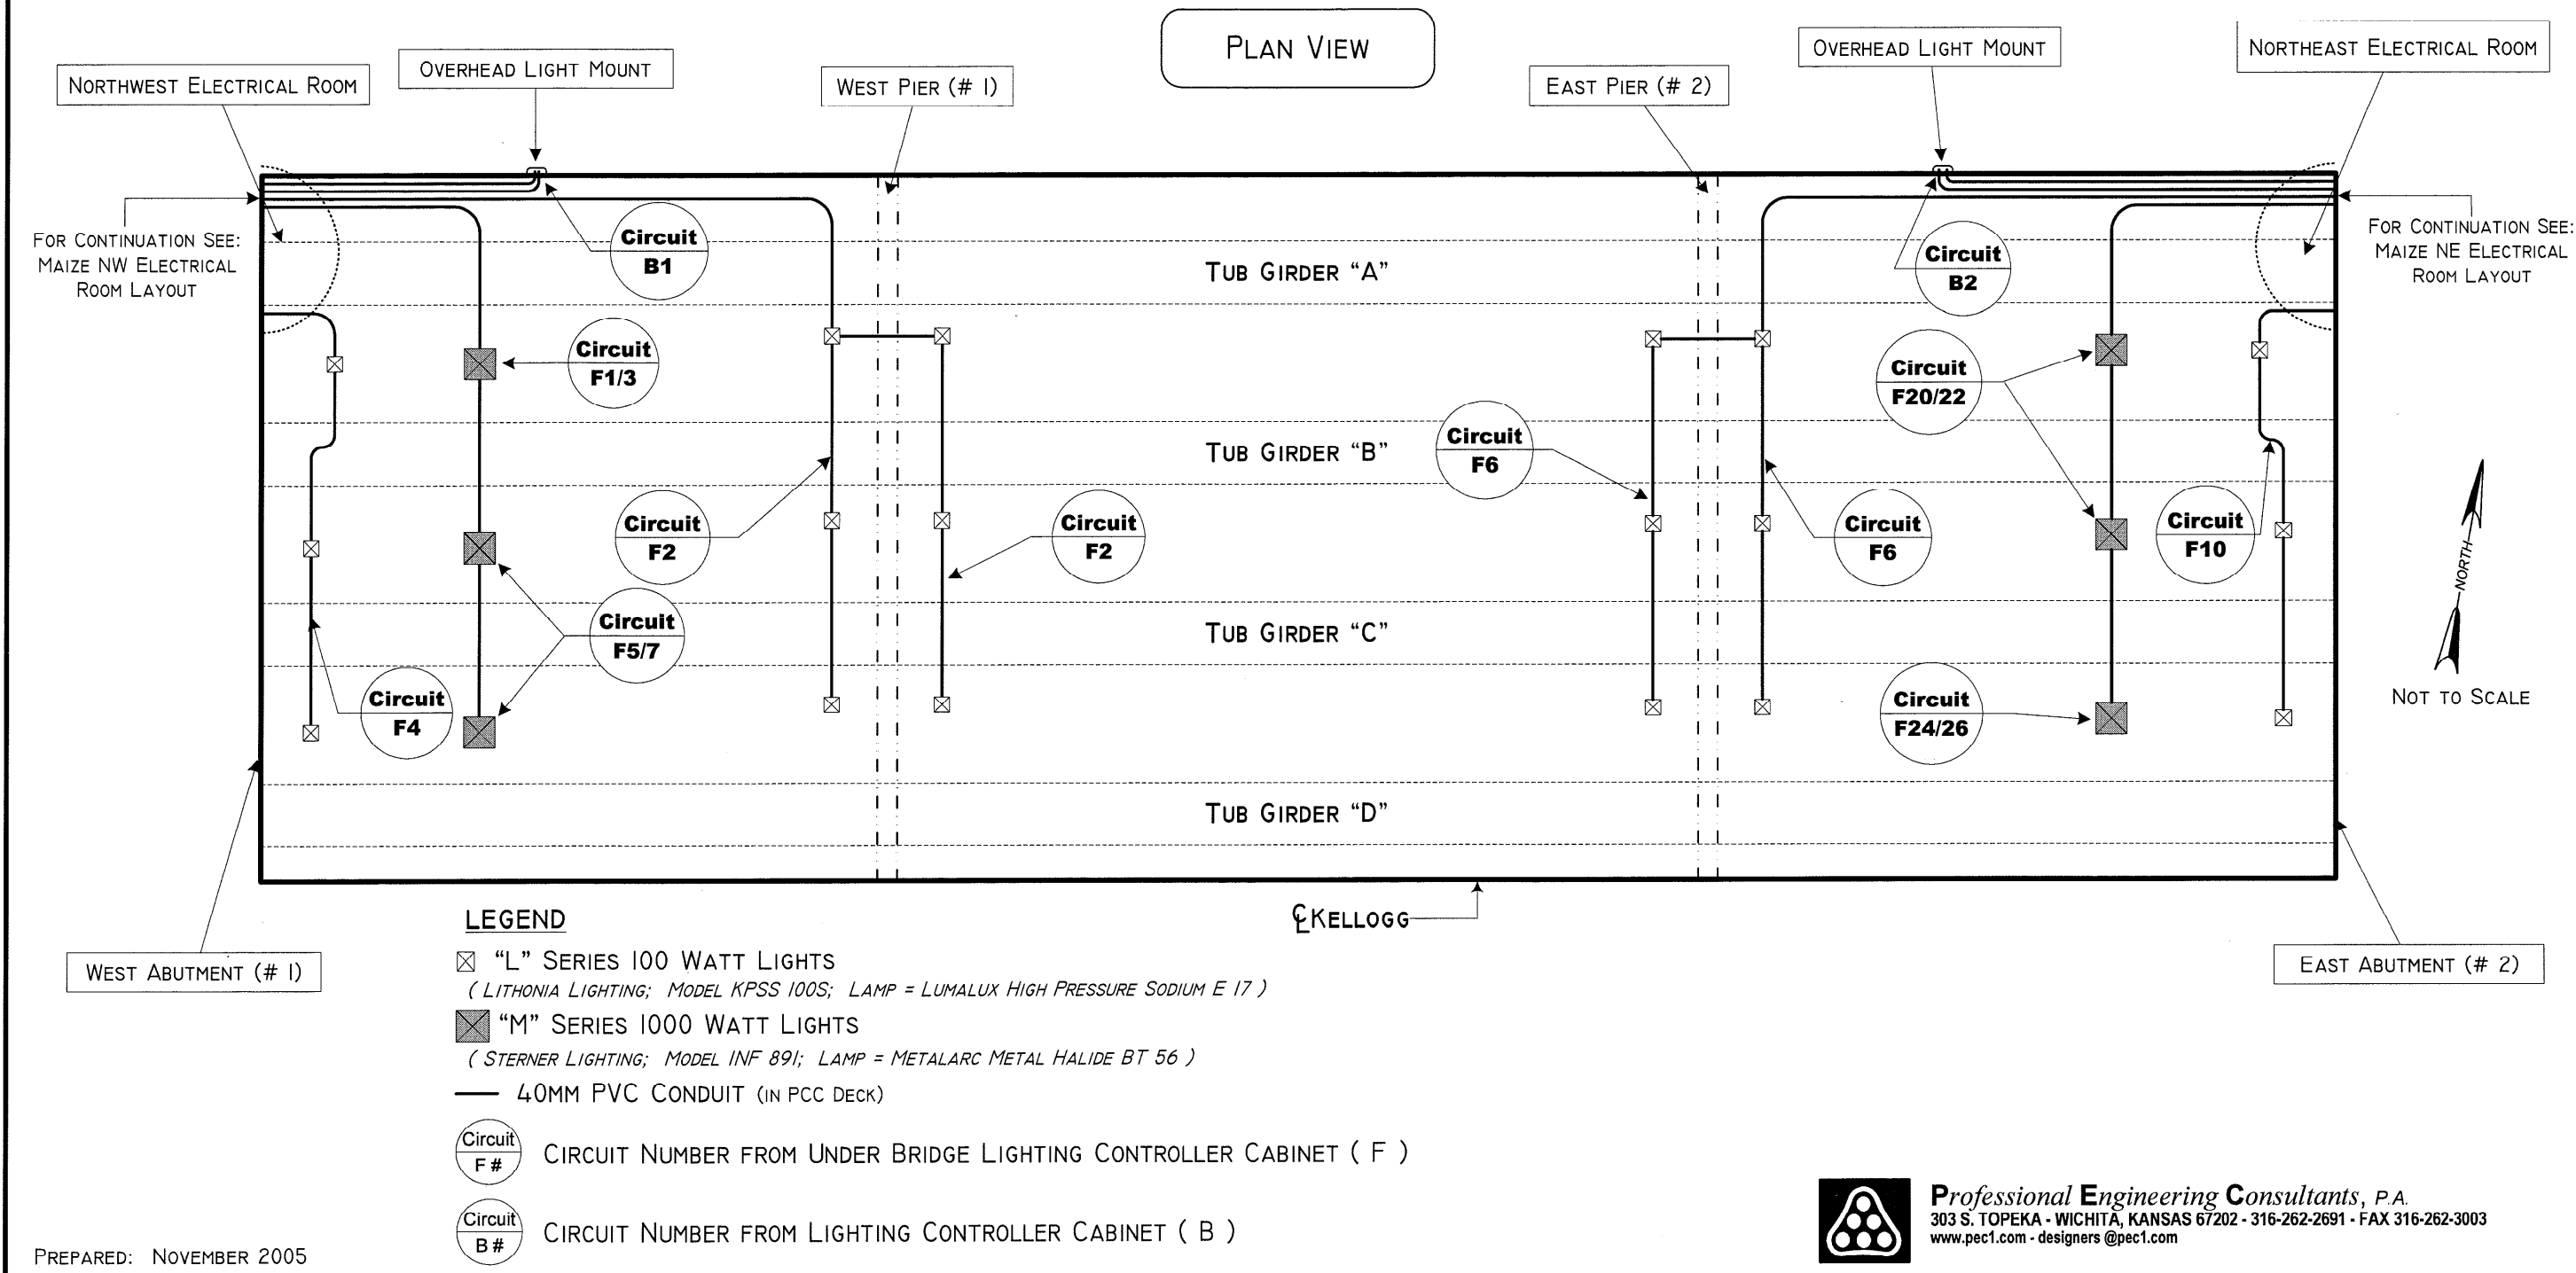 PLAN VIEW
OVERHEAD LIGHT MOUNT
OVERHEAD LIGHT MOUNT
NORTHEAST ELECTRICAL ROOM
NORTHWEST ELECTRICAL ROOM
WEST PIER (# 1)
EAST PIER (# 2)
FOR CONTINUATION SEE:
MAIZE NW ELECTRICAL
ROOM LAYOUT
Circuit
B1
TUB GIRDER "A"
Circuit
B2
FOR CONTINUATION SEE:
MAIZE NE ELECTRICAL
ROOM LAYOUT
Circuit
F1/3
Circuit
F20/22
TUB GIRDER "B"
Circuit
F6
Circuit
F2
Circuit
F2
Circuit
F6
Circuit
F10
NORTH
Circuit
F5/7
TUB GIRDER "C"
Circuit
F4
Circuit
F24/26
NOT TO SCALE
TUB GIRDER "D"
℄ KELLOGG
WEST ABUTMENT (# 1)
EAST ABUTMENT (# 2)
LEGEND
"L" SERIES 100 WATT LIGHTS
( LITHONIA LIGHTING; MODEL KPSS 100S; LAMP = LUMALUX HIGH PRESSURE SODIUM E 17 )
"M" SERIES 1000 WATT LIGHTS
( STERNER LIGHTING; MODEL INF 891; LAMP = METALARC METAL HALIDE BT 56 )
40MM PVC CONDUIT (IN PCC DECK)
Circuit
F #
CIRCUIT NUMBER FROM UNDER BRIDGE LIGHTING CONTROLLER CABINET ( F )
Circuit
B #
CIRCUIT NUMBER FROM LIGHTING CONTROLLER CABINET ( B )
PREPARED: NOVEMBER 2005
Professional Engineering Consultants, P.A.
303 S. TOPEKA - WICHITA, KANSAS 67202 - 316-262-2691 - FAX 316-262-3003
www.pec1.com - designers @pec1.com